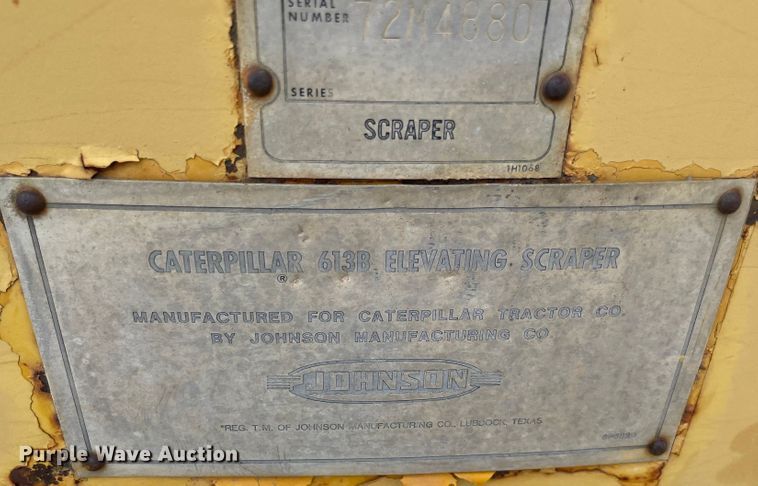 SERIAL
NUMBER 72M4880
SERIES
SCRAPER
1H1068
CATERPILLAR 613B ELEVATING SCRAPER
®
MANUFACTURED FOR CATERPILLAR TRACTOR CO.
BY JOHNSON MANUFACTURING CO.
JOHNSON
*REG. T.M. OF JOHNSON MANUFACTURING CO., LUBBOCK, TEXAS
Purple Wave Auction